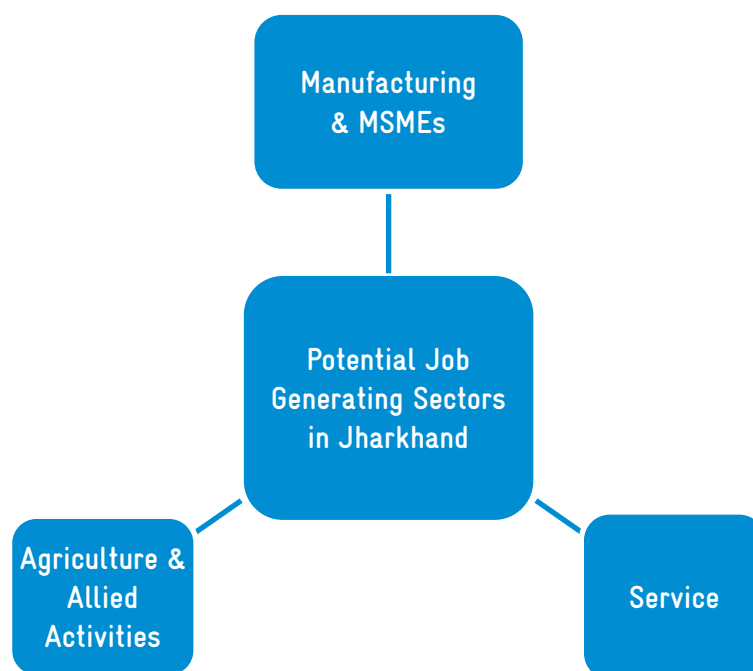 Manufacturing
& MSMEs
Potential Job
Generating Sectors
in Jharkhand
Agriculture &
Allied
Activities
Service